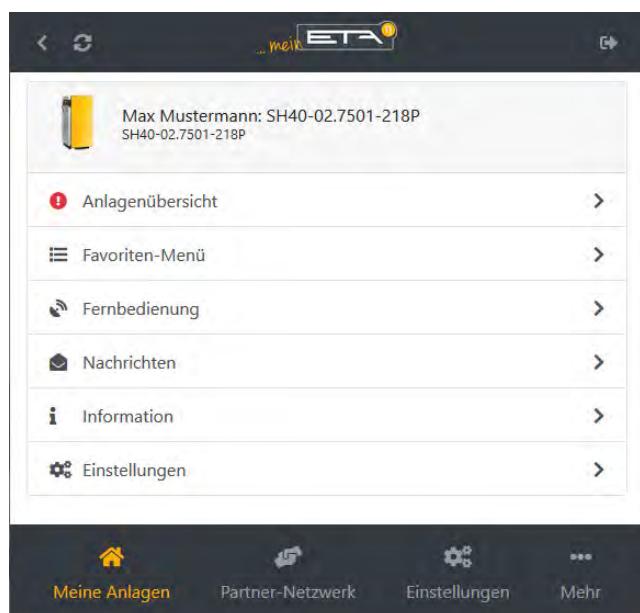 ... mein ETA
Max Mustermann: SH40-02.7501-218P
SH40-02.7501-218P
Anlagenübersicht
Favoriten-Menü
Fernbedienung
Nachrichten
Information
Einstellungen
Meine Anlagen
Partner-Netzwerk
Einstellungen
Mehr